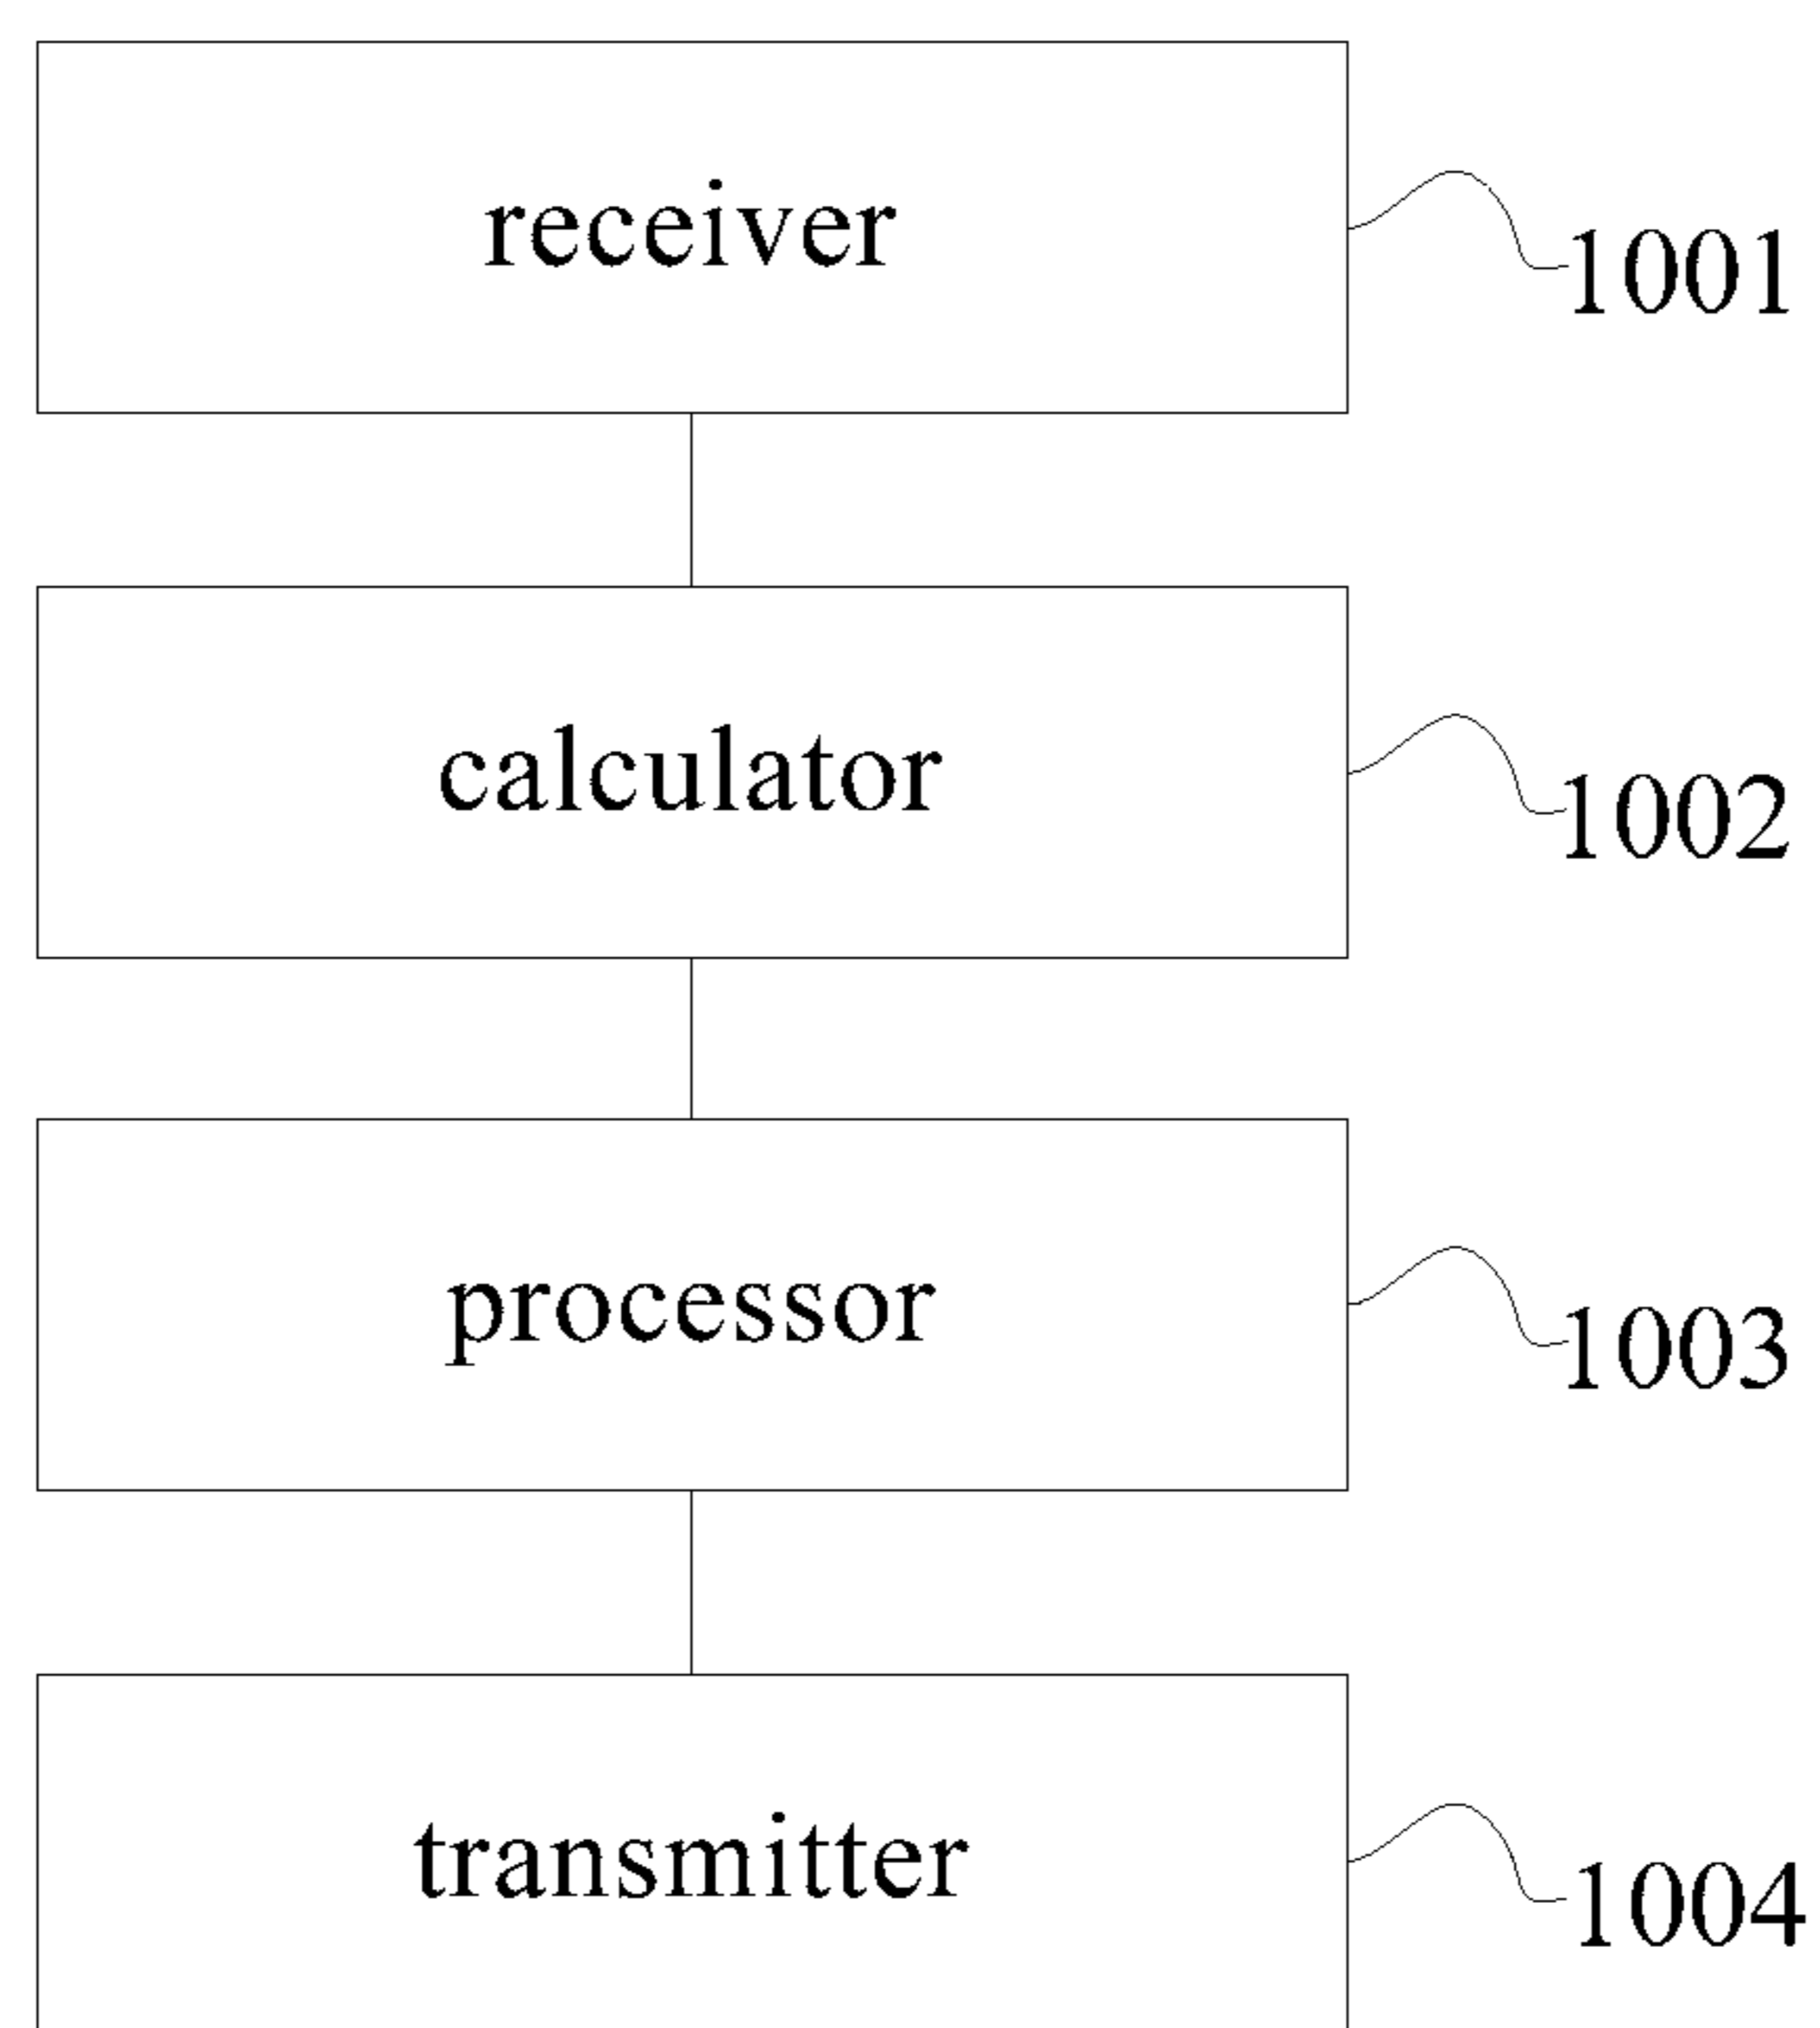 receiver
1001
calculator
1002
processor
1003
transmitter
1004